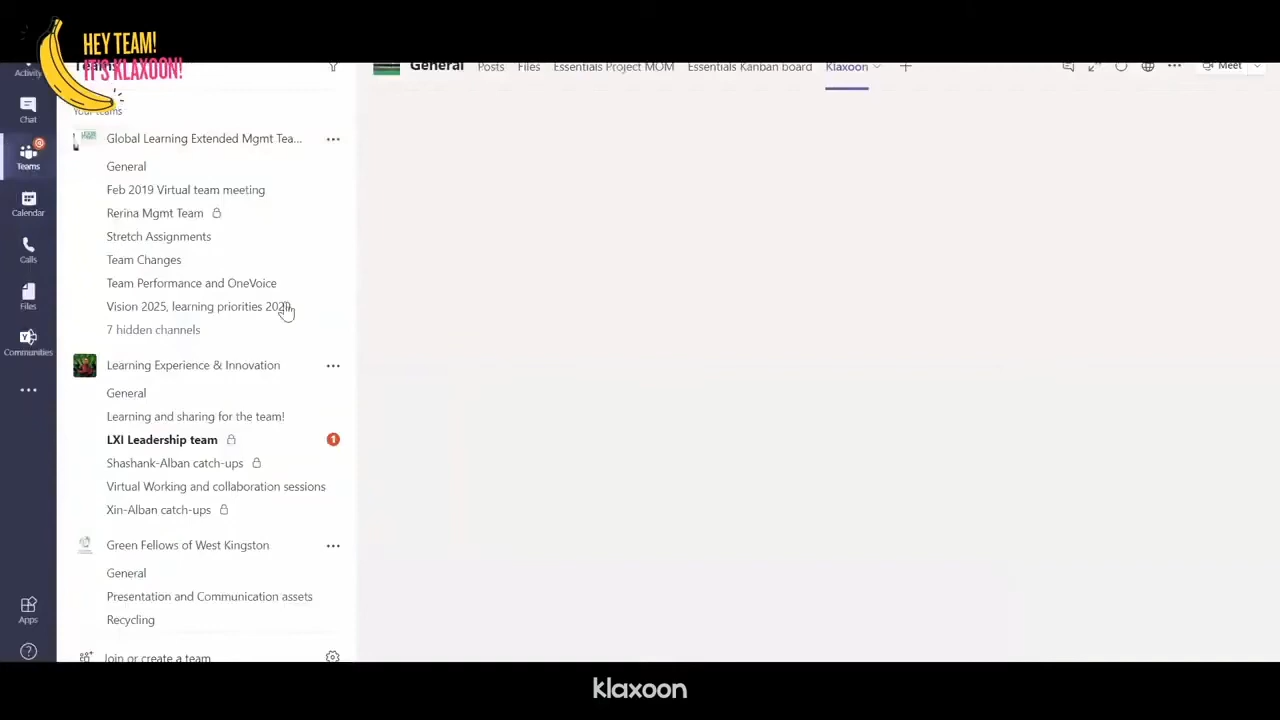 HEY TEAM!
IT'S KLAXOON!
Activity
General
Posts
Files
Essentials Project MOM
Essentials Kanban board
Klaxoon
Meet
Your teams
Chat
Teams
Calendar
Calls
Files
Communities
Apps
Global Learning Extended Mgmt Tea...
General
Feb 2019 Virtual team meeting
Rerina Mgmt Team
Stretch Assignments
Team Changes
Team Performance and OneVoice
Vision 2025, learning priorities
7 hidden channels
Learning Experience & Innovation
General
Learning and sharing for the team!
LXI Leadership team
1
Shashank-Alban catch-ups
Virtual Working and collaboration sessions
Xin-Alban catch-ups
Green Fellows of West Kingston
General
Presentation and Communication assets
Recycling
Join or create a team
klaxoon